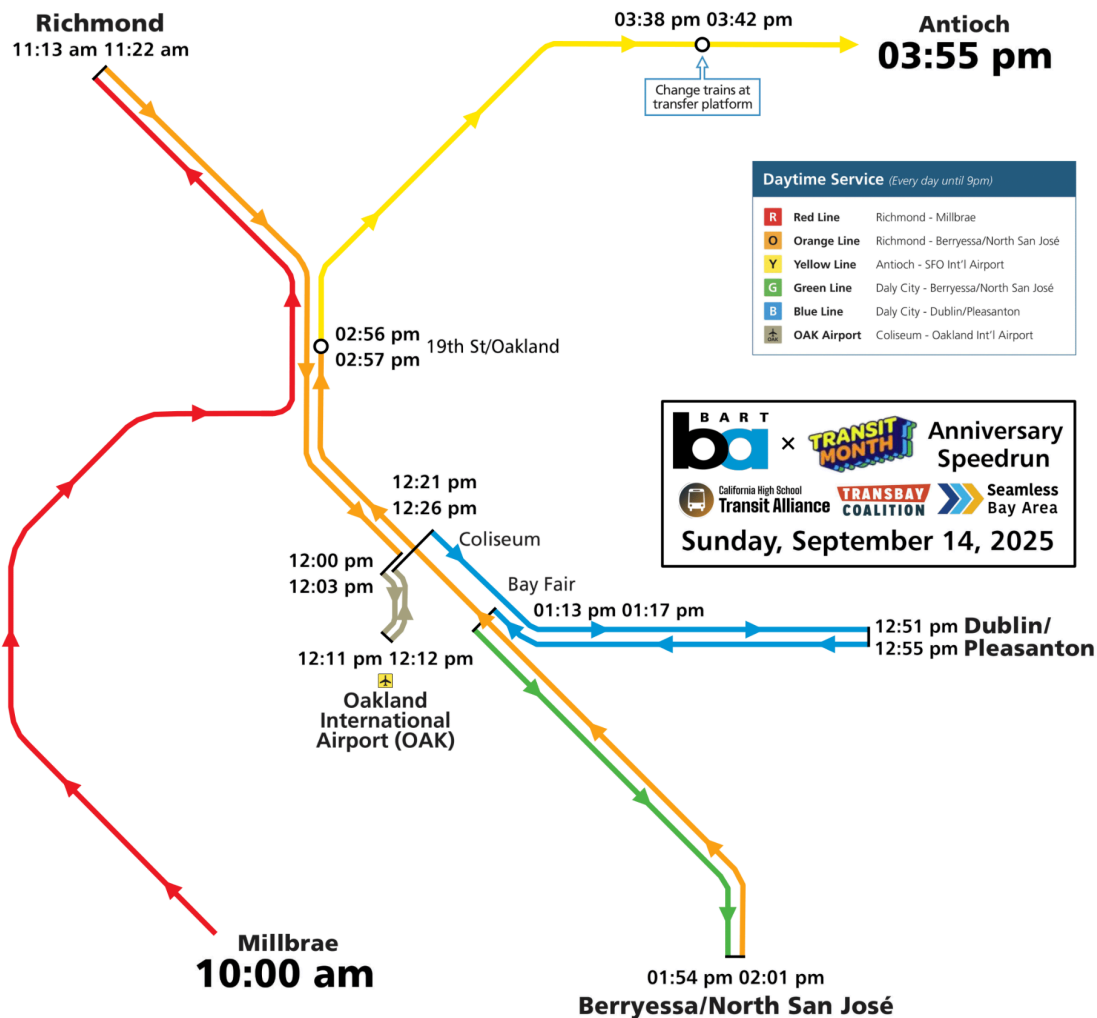 Richmond
11:13 am 11:22 am
03:38 pm 03:42 pm
Antioch
03:55 pm
Change trains at
transfer platform
Daytime Service (Every day until 9pm)
R Red Line Richmond - Millbrae
O Orange Line Richmond - Berryessa/North San José
Y Yellow Line Antioch - SFO Int'l Airport
G Green Line Daly City - Berryessa/North San José
B Blue Line Daly City - Dublin/Pleasanton
OAK OAK Airport Coliseum - Oakland Int'l Airport
02:56 pm
02:57 pm
19th St/Oakland
BART
ba × TRANSIT MONTH Anniversary
Speedrun
California High School
Transit Alliance
TRANSBAY
COALITION
Seamless
Bay Area
Sunday, September 14, 2025
12:21 pm
12:26 pm
Coliseum
12:00 pm
12:03 pm
Bay Fair
01:13 pm 01:17 pm
12:51 pm
12:55 pm
Dublin/
Pleasanton
12:11 pm 12:12 pm
Oakland
International
Airport (OAK)
Millbrae
10:00 am
01:54 pm 02:01 pm
Berryessa/North San José